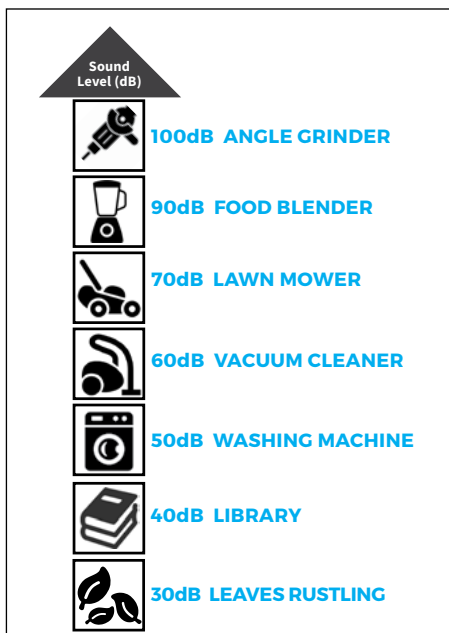 Sound
Level (dB)
100dB ANGLE GRINDER
90dB FOOD BLENDER
70dB LAWN MOWER
60dB VACUUM CLEANER
50dB WASHING MACHINE
40dB LIBRARY
30dB LEAVES RUSTLING